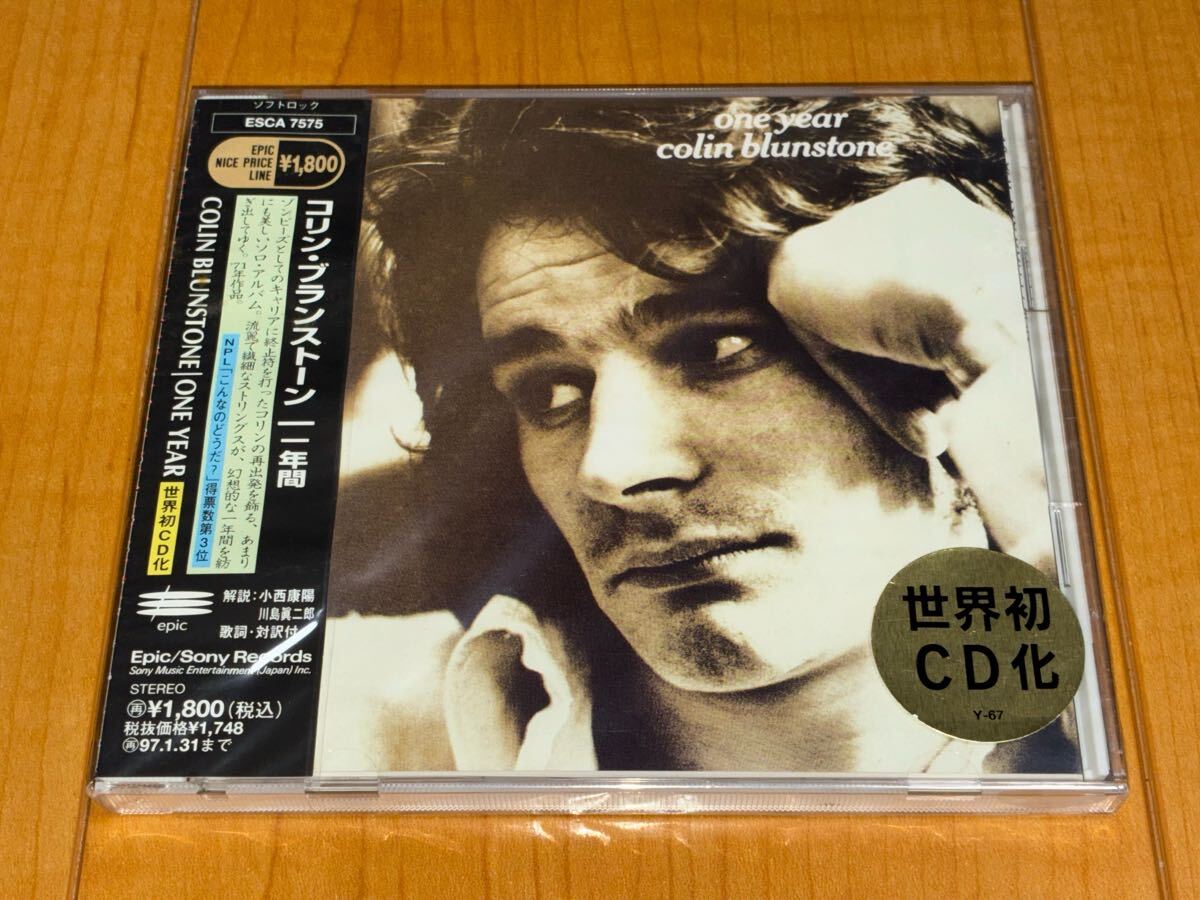 ソフトロック
ESCA 7575
EPIC
NICE PRICE
LINE
¥1,800
コリン・ブランストーン | 一年間
ゾンビーズとしてのキャリアに終止符を打ったコリンの再出発を飾る、あまり
にも美しいソロ・アルバム。流麗で繊細なストリングスが、幻想的な一年間を紡
ぎ出してゆく。'71年作品。
NPL「こんなのどうだ?」得票数第3位
COLIN BLUNSTONE | ONE YEAR
世界初CD化
epic
解説:小西康陽
川島眞二郎
歌詞・対訳付
Epic/Sony Records
Sony Music Entertainment (Japan) Inc.
STEREO
再¥1,800(税込)
税抜価格¥1,748
再97.1.31まで
one year
colin blunstone
世界初
CD化
Y-67